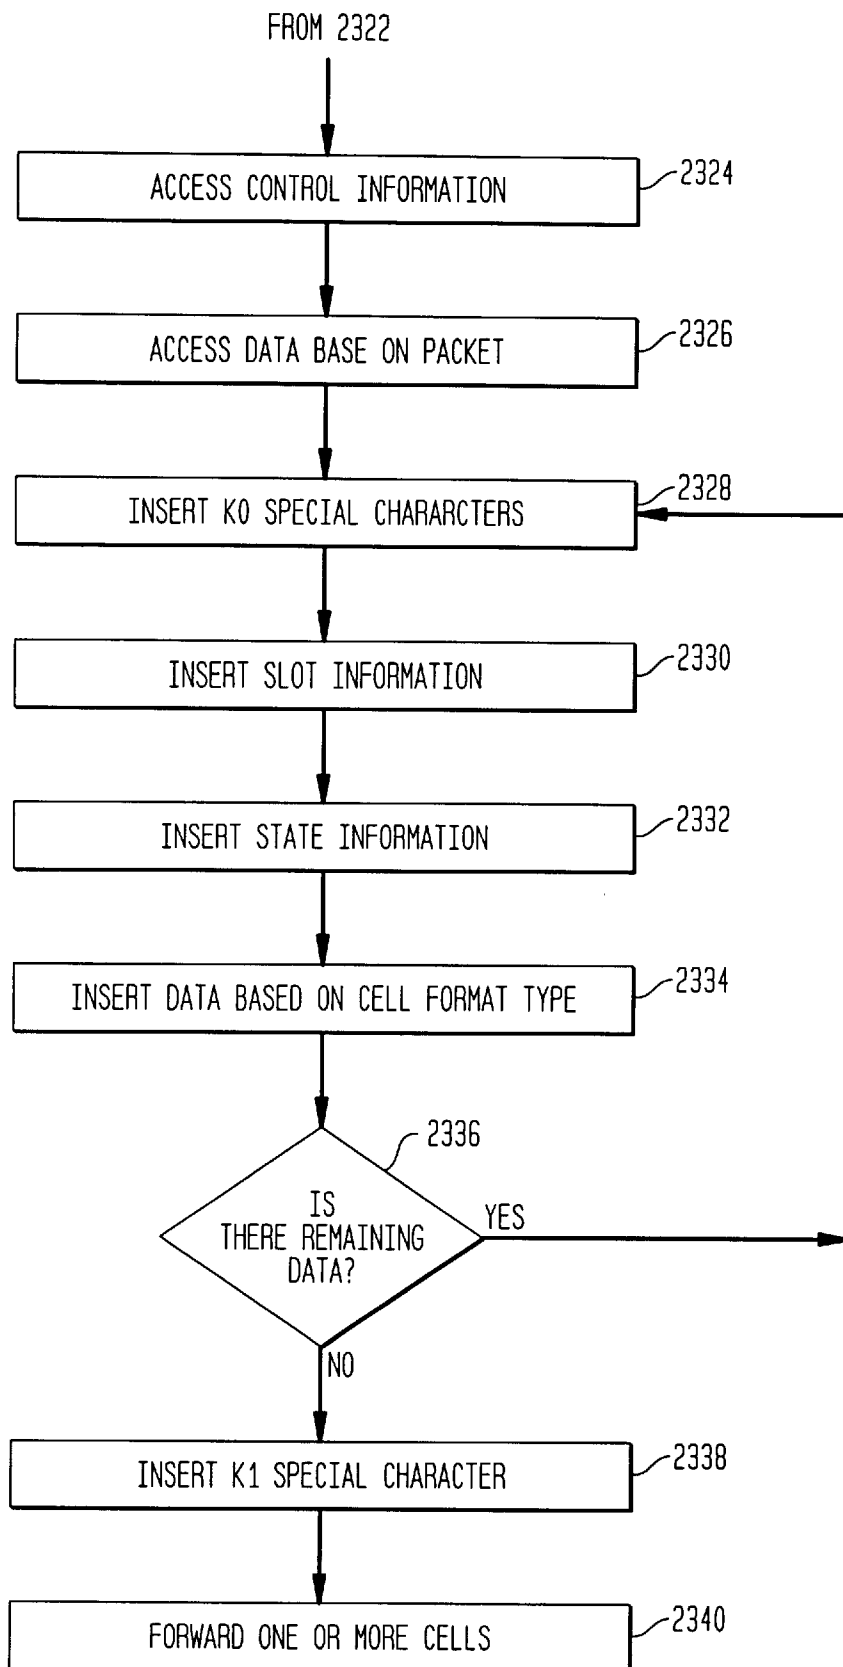 FROM 2322
ACCESS CONTROL INFORMATION
2324
ACCESS DATA BASE ON PACKET
2326
INSERT K0 SPECIAL CHARARCTERS
2328
INSERT SLOT INFORMATION
2330
INSERT STATE INFORMATION
2332
INSERT DATA BASED ON CELL FORMAT TYPE
2334
2336
IS
THERE REMAINING
DATA?
YES
NO
INSERT K1 SPECIAL CHARACTER
2338
FORWARD ONE OR MORE CELLS
2340